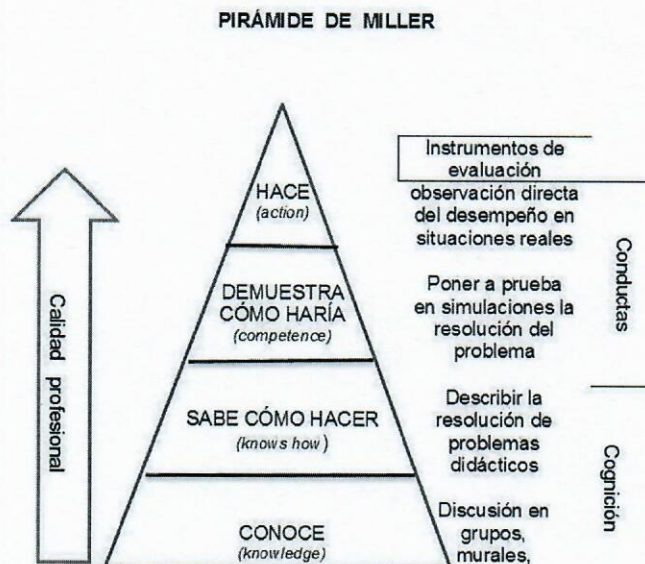 PIRÁMIDE DE MILLER
Calidad profesional
HACE
(action)
DEMUESTRA
CÓMO HARÍA
(competence)
SABE CÓMO HACER
(knows how)
CONOCE
(knowledge)
Instrumentos de
evaluación
observación directa
del desempeño en
situaciones reales
Poner a prueba
en simulaciones la
resolución del
problema
Describir la
resolución de
problemas
didácticos
Discusión en
grupos,
murales,
Conductas
Cognición